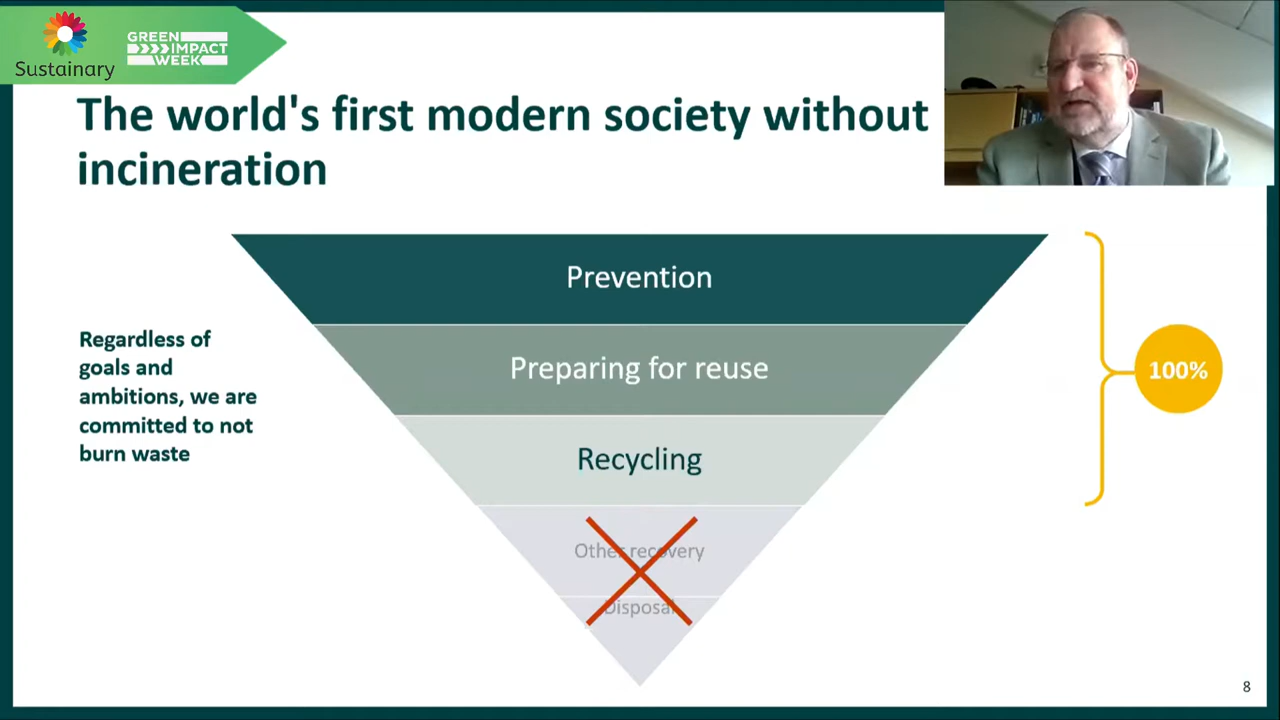 Sustainary
GREEN
IMPACT
WEEK
The world's first modern society without
incineration
Prevention
Regardless of
goals and
ambitions, we are
committed to not
burn waste
Preparing for reuse
100%
Recycling
Other recovery
Disposal
8